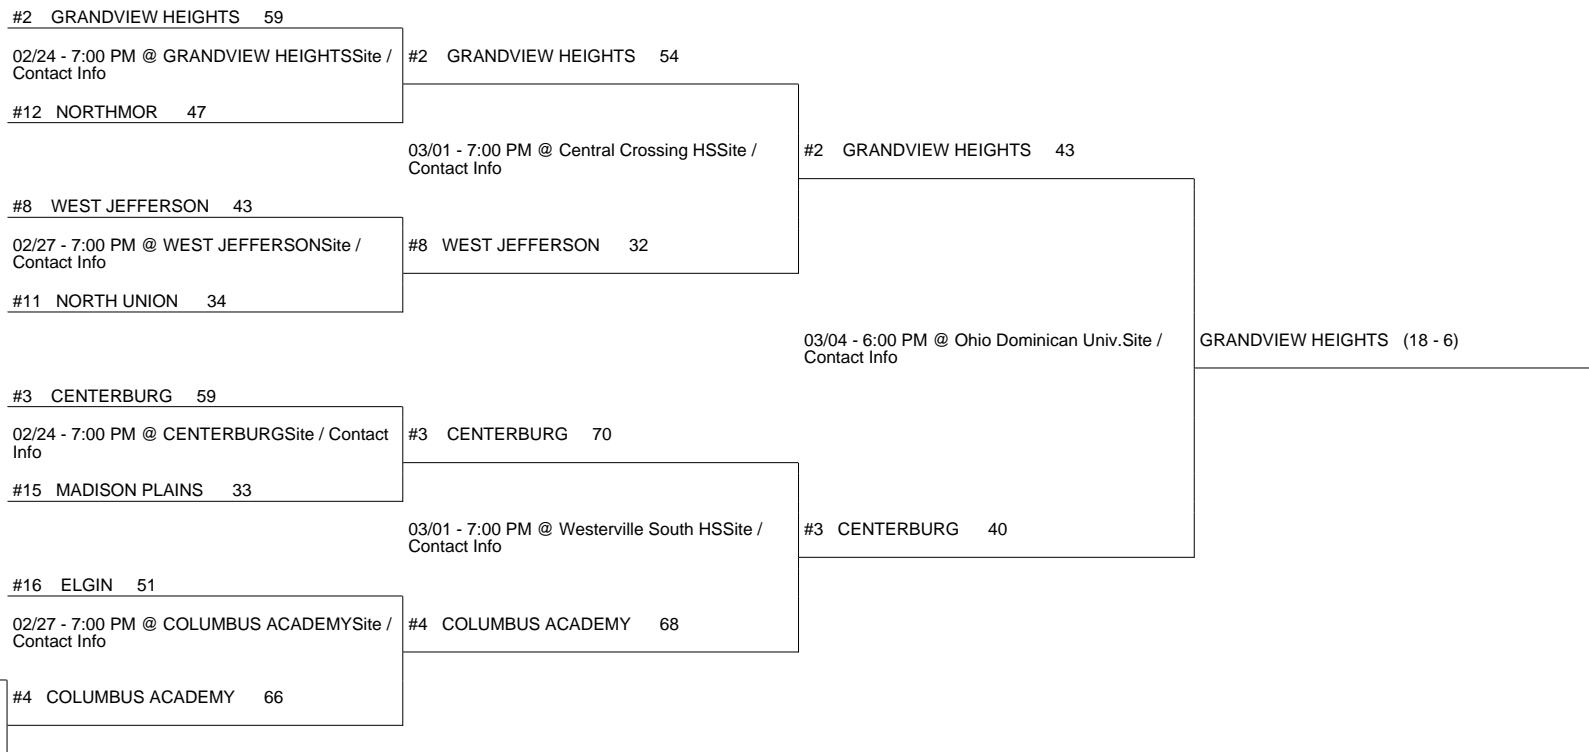 #2 GRANDVIEW HEIGHTS 59
02/24 - 7:00 PM @ GRANDVIEW HEIGHTSSite /
Contact Info
#12 NORTHMOR 47
#2 GRANDVIEW HEIGHTS 54
03/01 - 7:00 PM @ Central Crossing HSSite /
Contact Info
#8 WEST JEFFERSON 43
02/27 - 7:00 PM @ WEST JEFFERSONSite /
Contact Info
#11 NORTH UNION 34
#8 WEST JEFFERSON 32
#2 GRANDVIEW HEIGHTS 43
03/04 - 6:00 PM @ Ohio Dominican Univ.Site /
Contact Info
GRANDVIEW HEIGHTS (18 - 6)
#3 CENTERBURG 59
02/24 - 7:00 PM @ CENTERBURGSite / Contact
Info
#15 MADISON PLAINS 33
#3 CENTERBURG 70
03/01 - 7:00 PM @ Westerville South HSSite /
Contact Info
#3 CENTERBURG 40
#16 ELGIN 51
02/27 - 7:00 PM @ COLUMBUS ACADEMYSite /
Contact Info
#4 COLUMBUS ACADEMY 66
#4 COLUMBUS ACADEMY 68